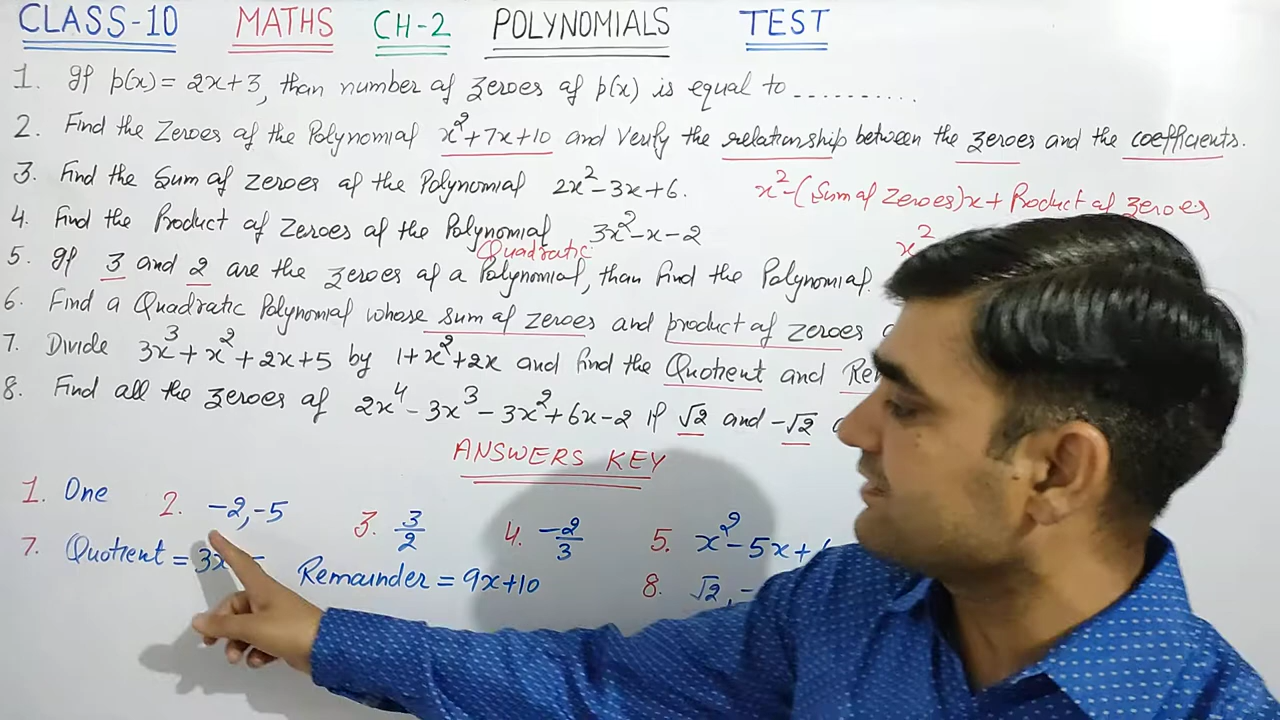 CLASS-10 MATHS CH-2 POLYNOMIALS TEST
1. If p(x) = 2x+3, than number of zeroes of p(x) is equal to ..........
2. Find the Zeroes of the Polynomial x²+7x+10 and verify the relationship between the zeroes and the coefficients.
3. Find the Sum of zeroes of the Polynomial 2x²-3x+6.
x²-(Sum of Zeroes)x + Product of zeroes
4. Find the Product of Zeroes of the Polynomial 3x²-x-2
x²
Quadratic
5. If 3 and 2 are the zeroes of a Polynomial, than find the Polynomial.
6. Find a Quadratic Polynomial whose sum of zeroes and product of zeroes
7. Divide 3x³+x²+2x+5 by 1+x²+2x and find the Quotient and
8. Find all the zeroes of 2x⁴-3x³-3x²+6x-2 if √2 and -√2
ANSWERS KEY
1. One 2. -2,-5 3. 3/2 4. -2/3 5. x²-5x+
7. Quotient = 3x Remainder = 9x+10 8. √2, -